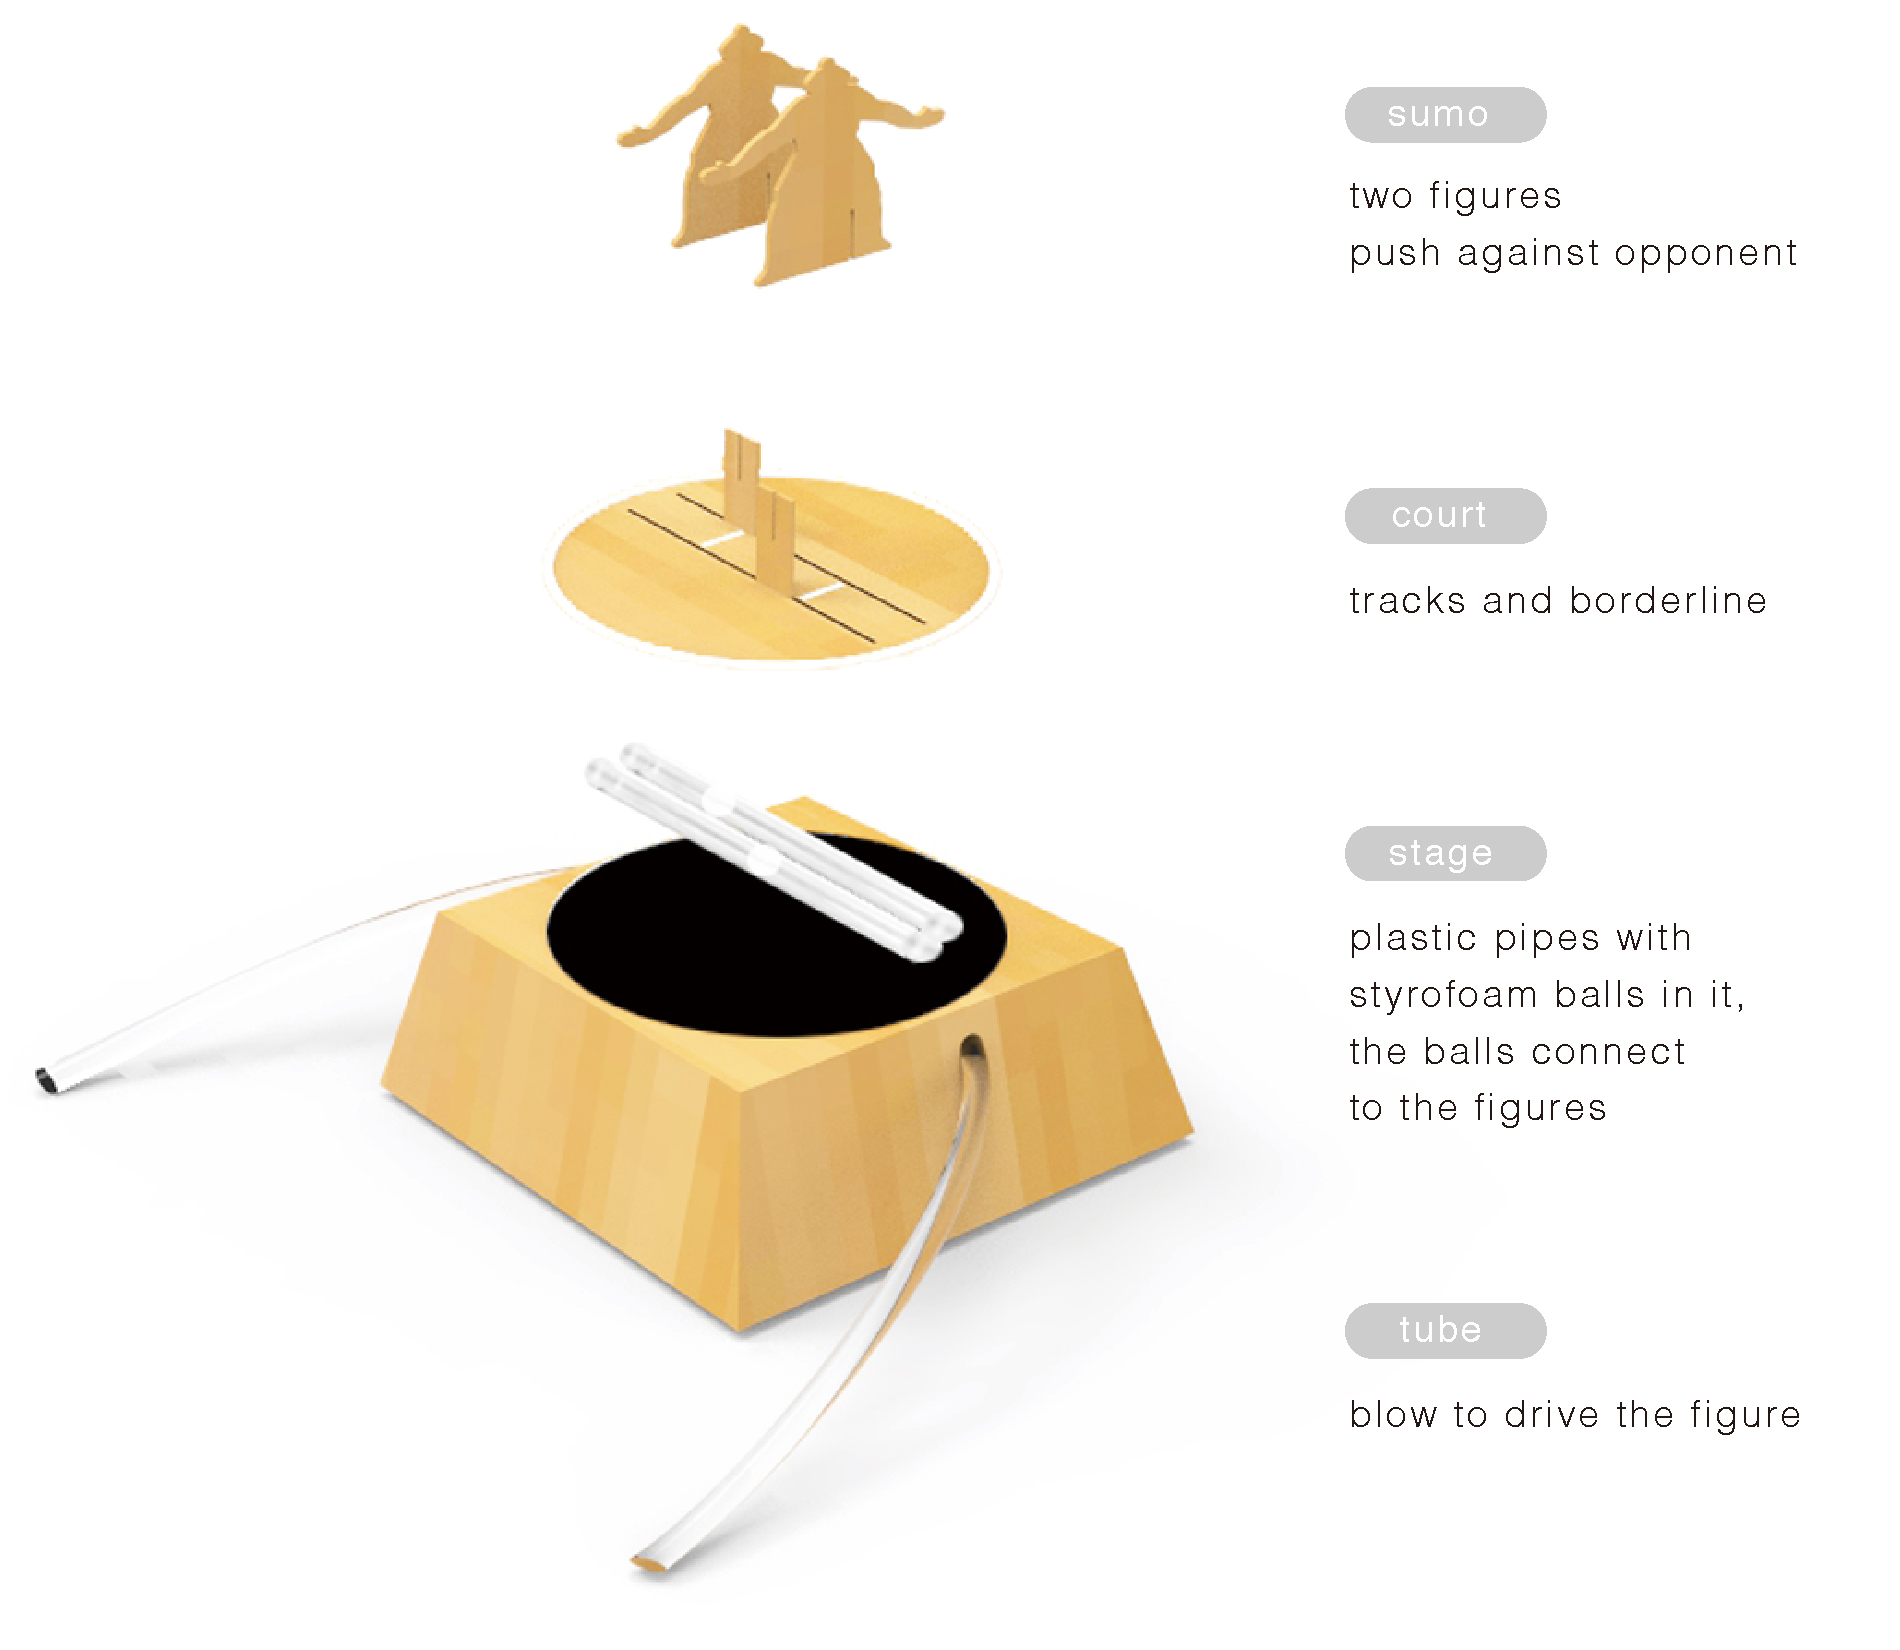 sumo
two figures
push against opponent
court
tracks and borderline
stage
plastic pipes with
styrofoam balls in it,
the balls connect
to the figures
tube
blow to drive the figure